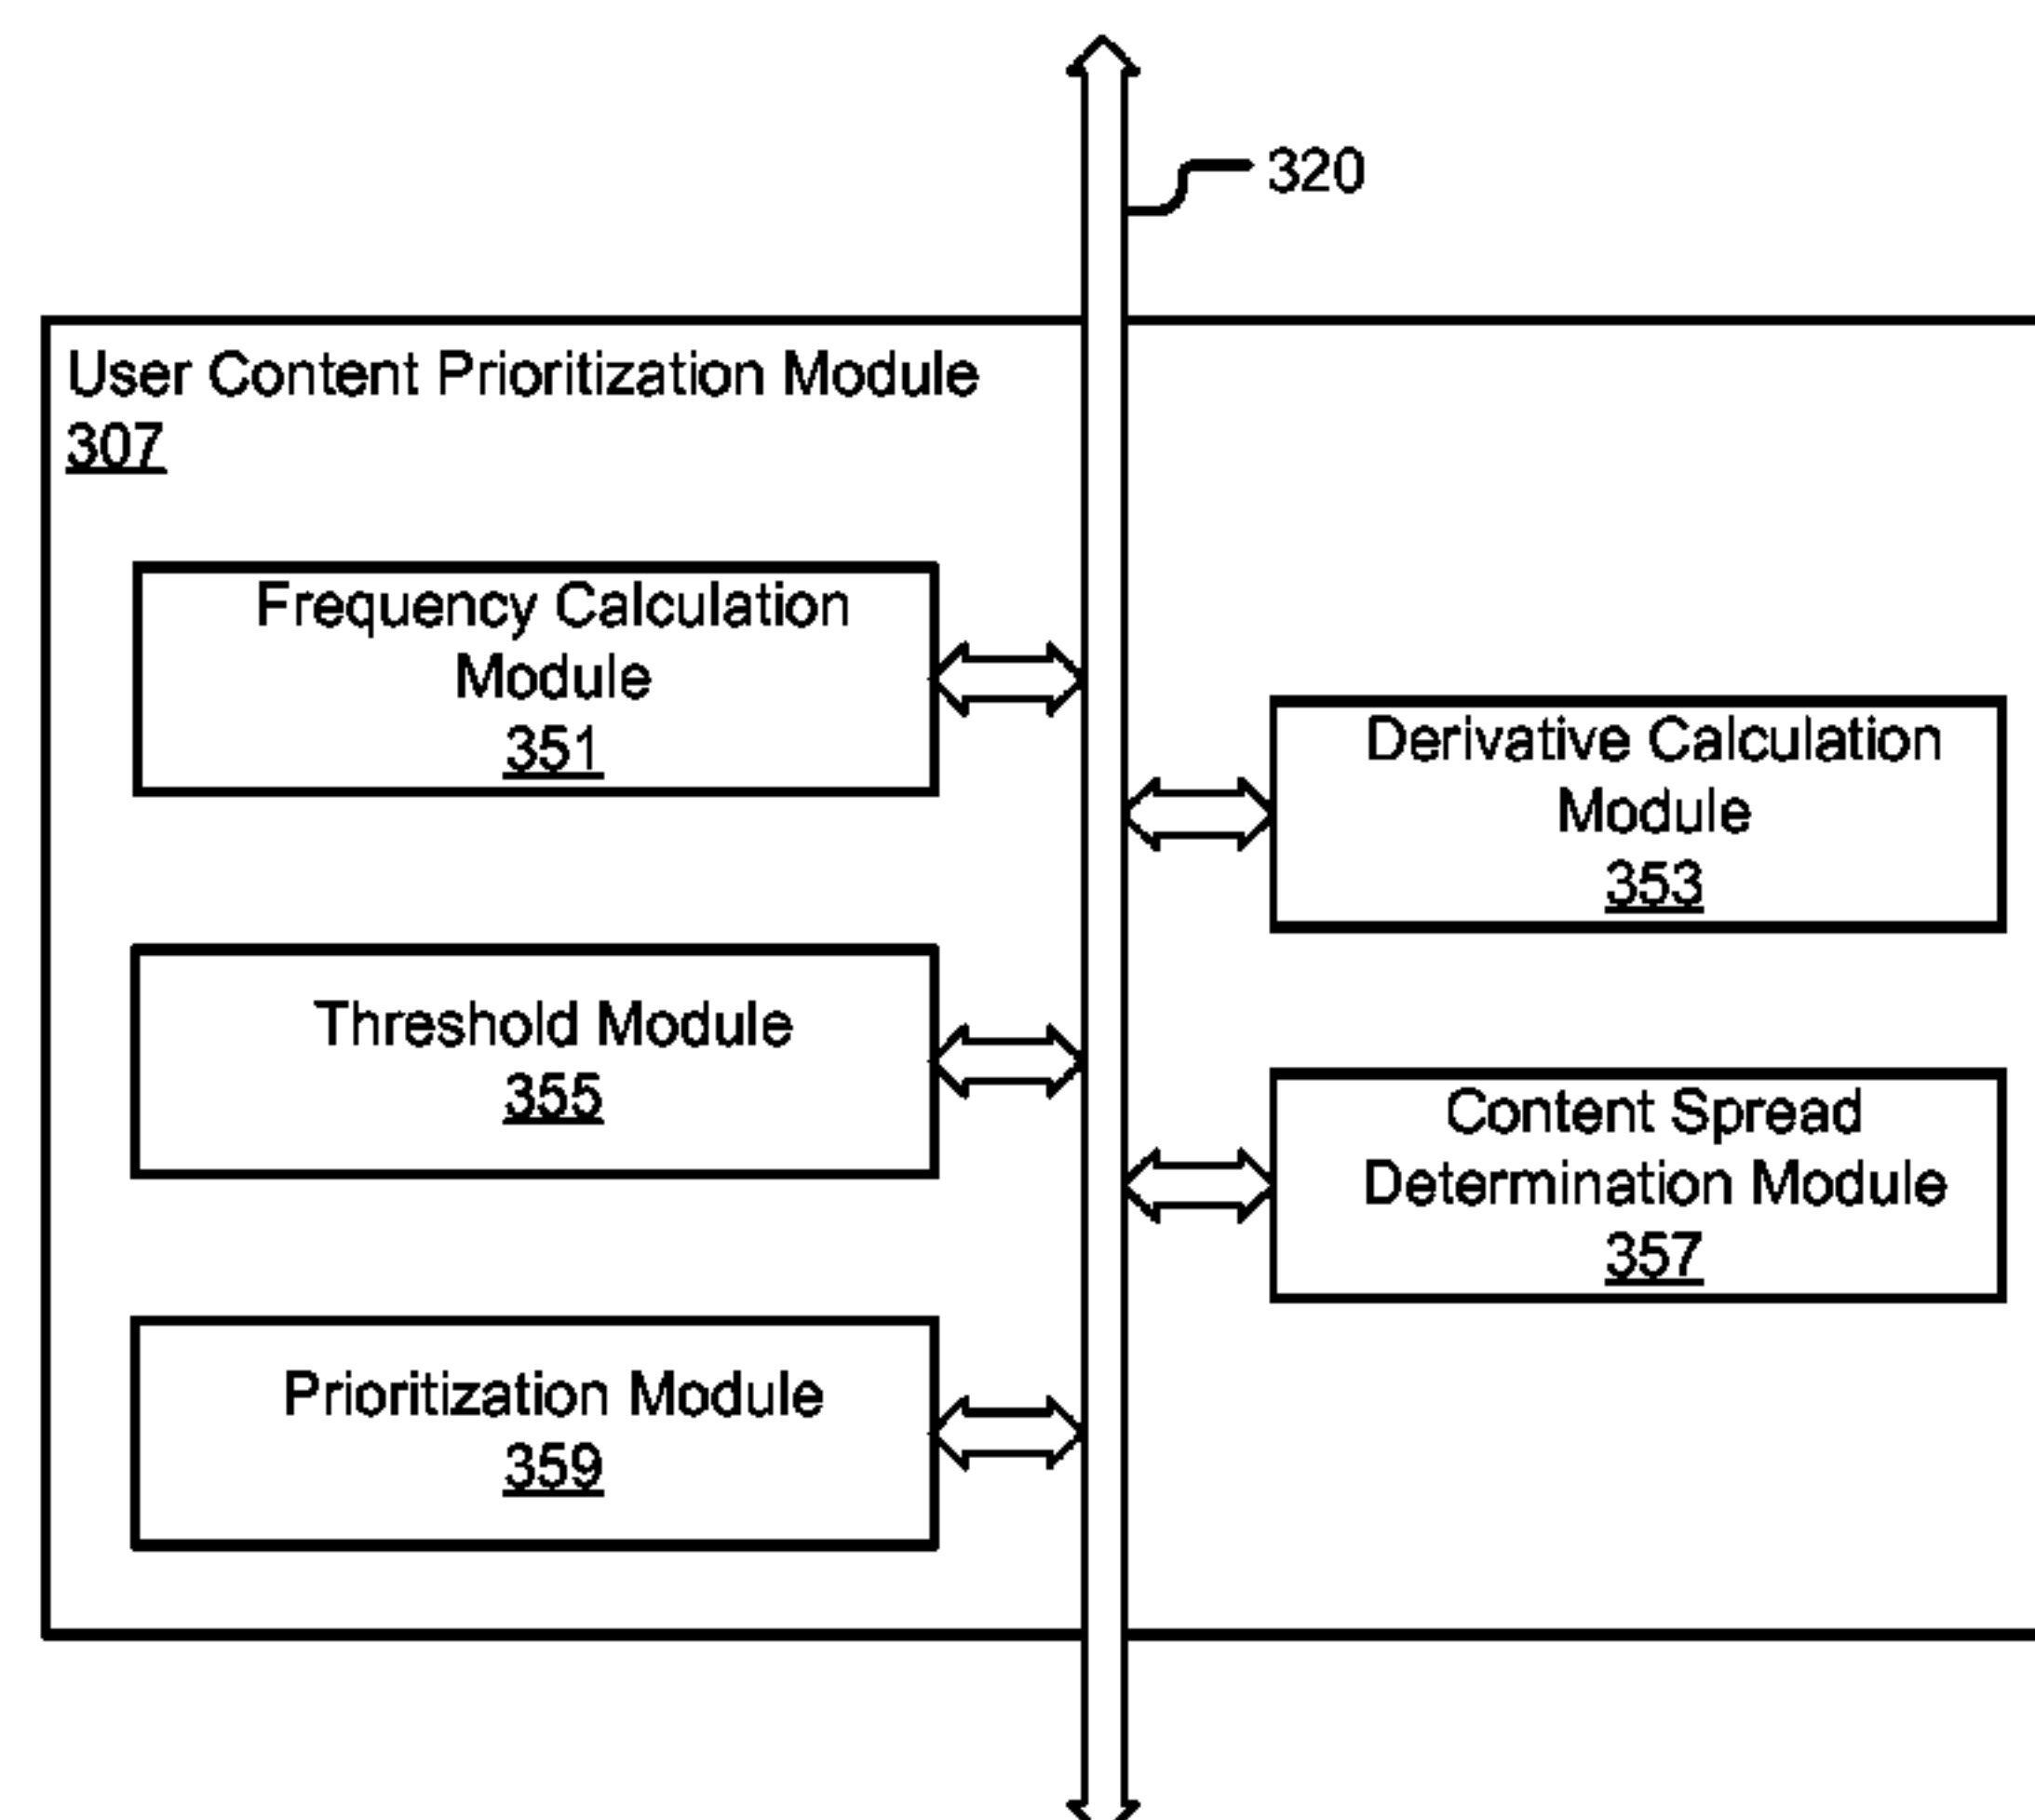 320
User Content Prioritization Module
307
Frequency Calculation
Module
351
Derivative Calculation
Module
353
Threshold Module
355
Content Spread
Determination Module
357
Prioritization Module
359